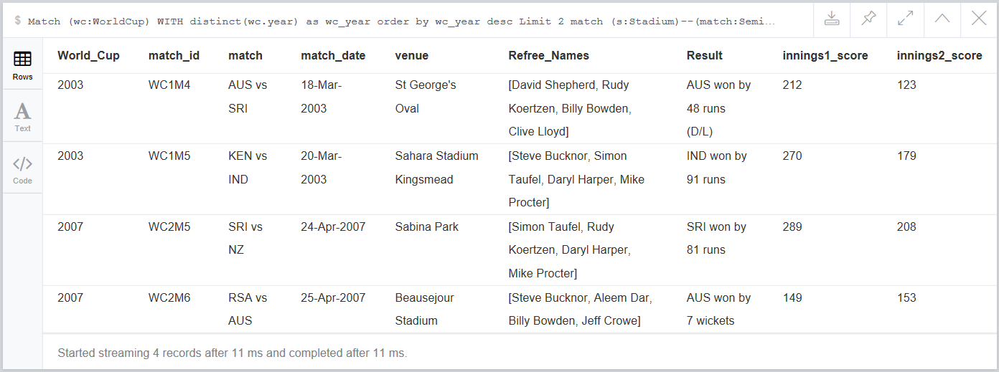 $ Match (wc:WorldCup) WITH distinct(wc.year) as wc_year order by wc_year desc Limit 2 match (s:Stadium)--(match:Semi...
World_Cup match_id match match_date venue Refree_Names Result innings1_score innings2_score
Rows
2003 WC1M4 AUS vs 18-Mar- St George's [David Shepherd, Rudy AUS won by 212 123
SRI 2003 Oval Koertzen, Billy Bowden, 48 runs
Clive Lloyd] (D/L)
Text
2003 WC1M5 KEN vs 20-Mar- Sahara Stadium [Steve Bucknor, Simon IND won by 270 179
IND 2003 Kingsmead Taufel, Daryl Harper, Mike 91 runs
Code
Procter]
2007 WC2M5 SRI vs 24-Apr-2007 Sabina Park [Simon Taufel, Rudy SRI won by 289 208
NZ Koertzen, Daryl Harper, 81 runs
Mike Procter]
2007 WC2M6 RSA vs 25-Apr-2007 Beausejour [Steve Bucknor, Aleem Dar, AUS won by 149 153
AUS Stadium Billy Bowden, Jeff Crowe] 7 wickets
Started streaming 4 records after 11 ms and completed after 11 ms.